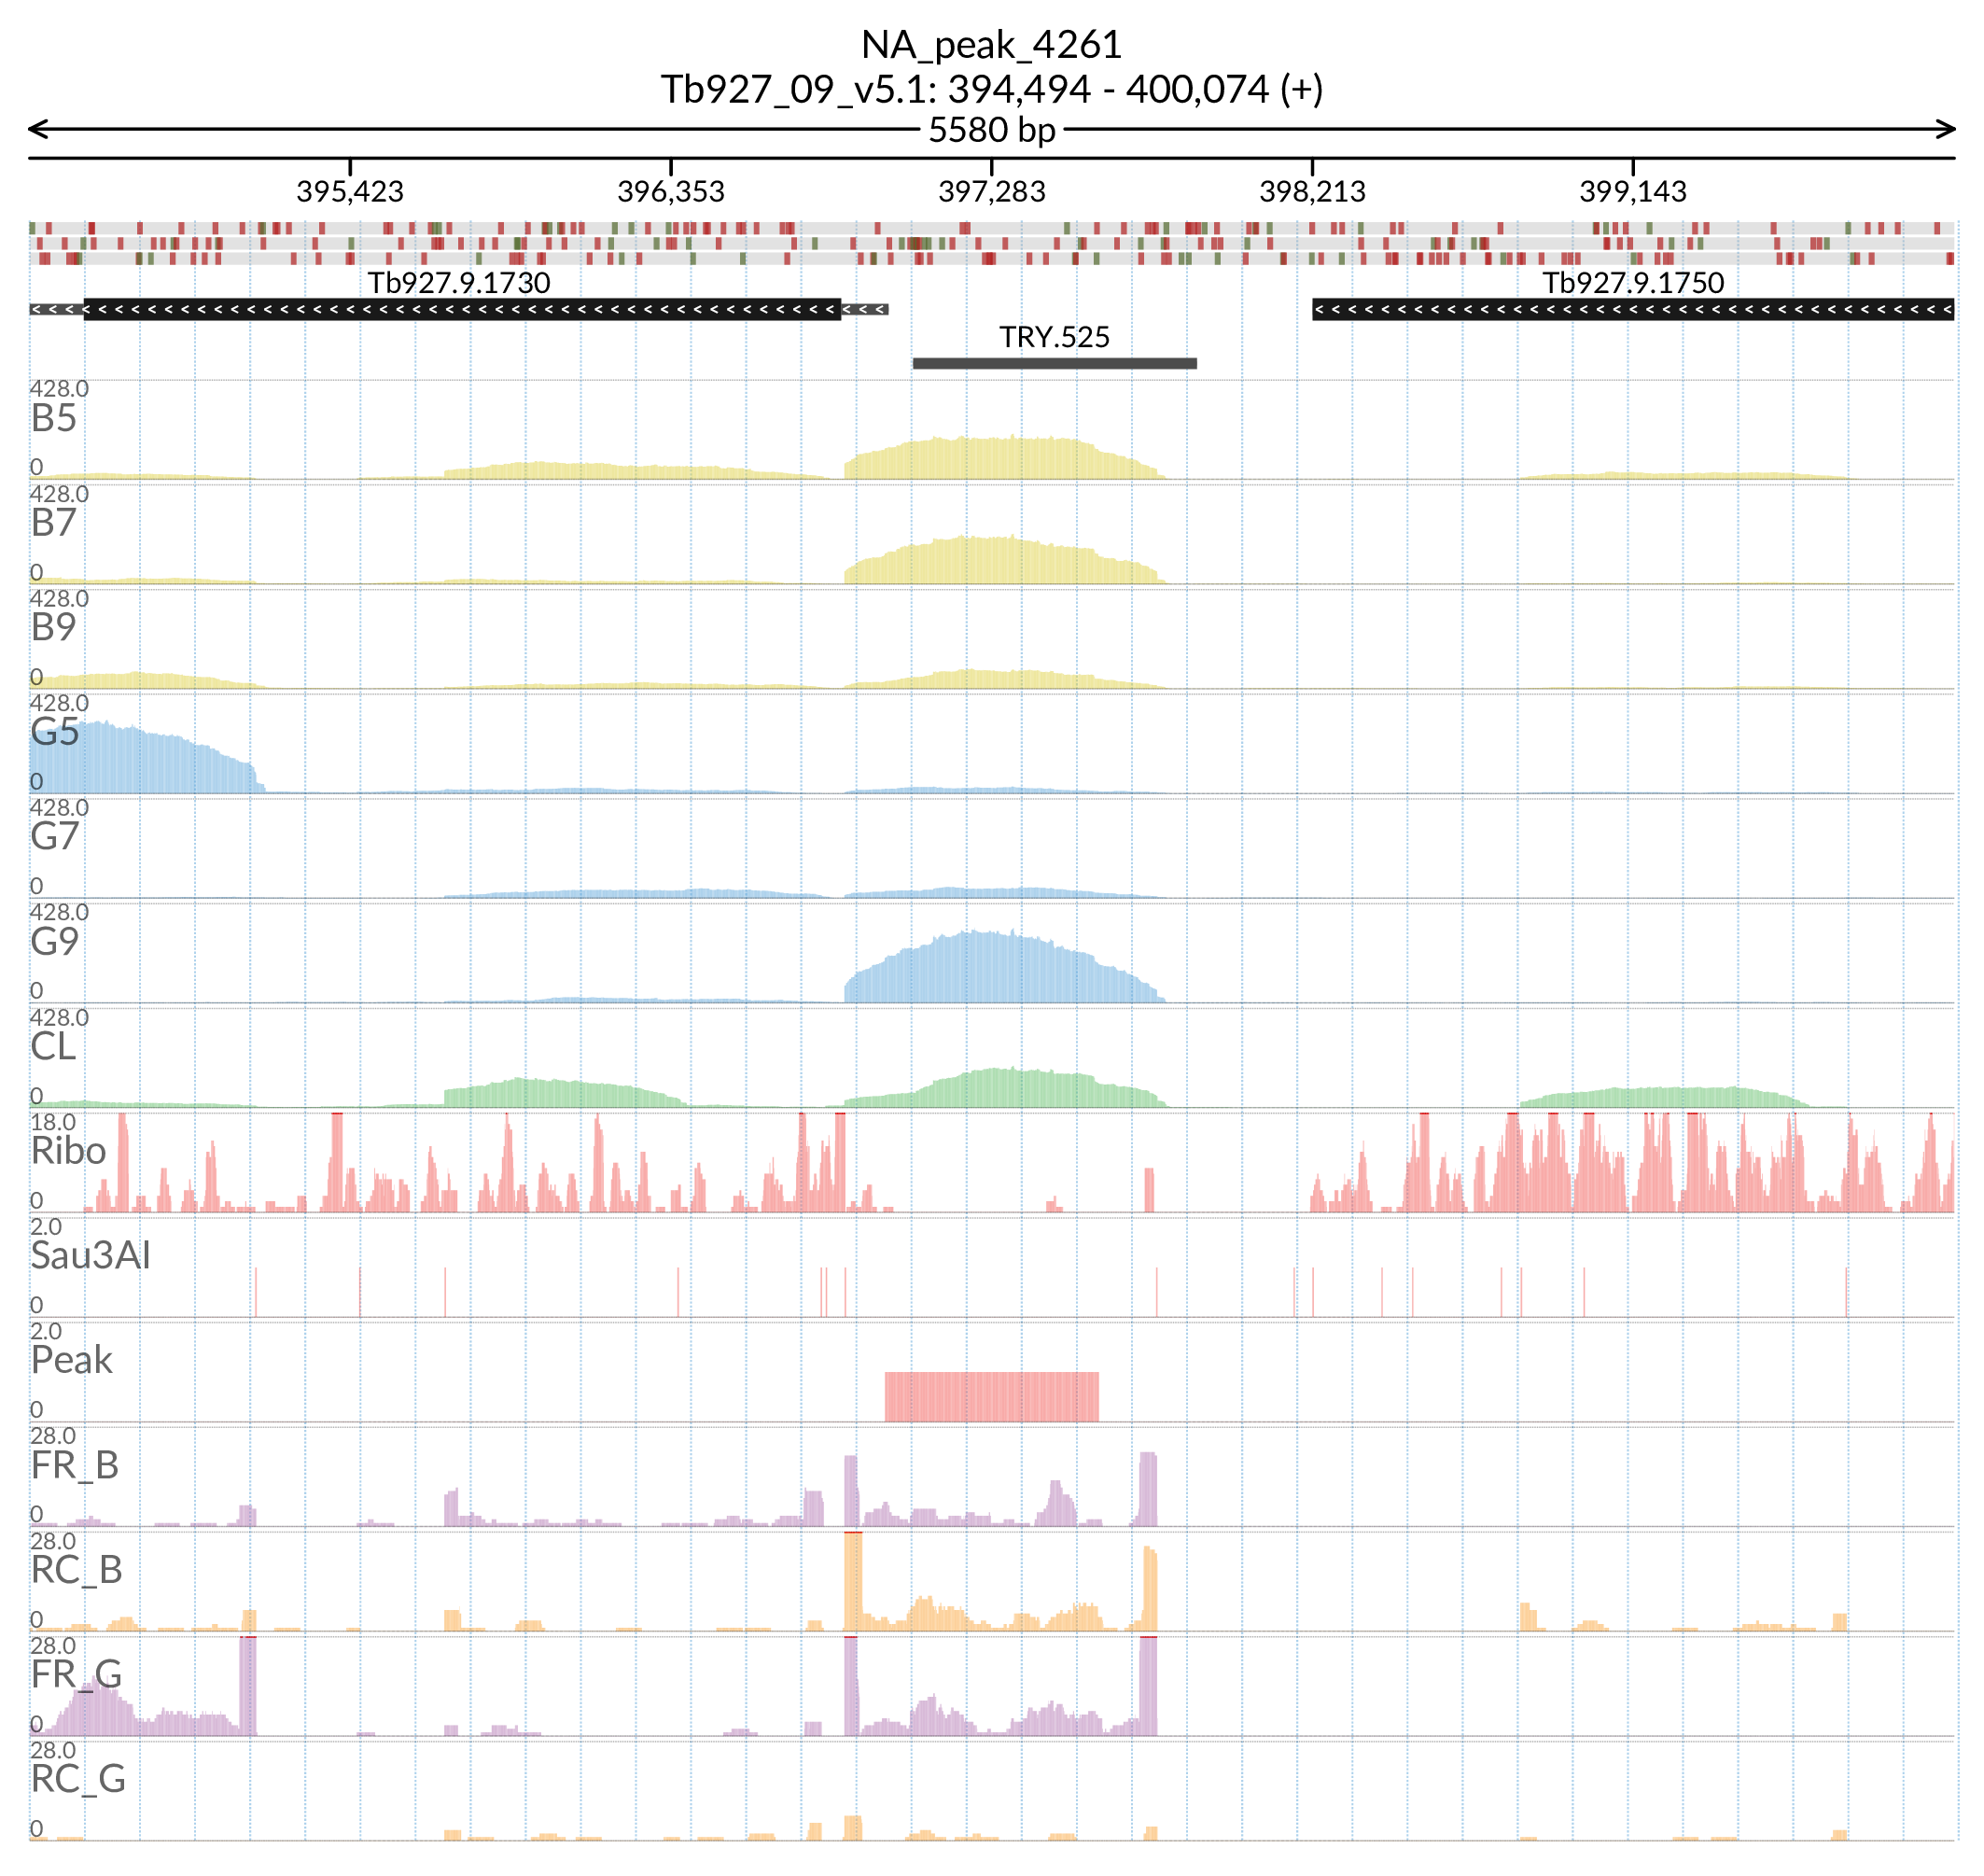 NA_peak_4261
Tb927_09_v5.1: 394,494 - 400,074 (+)
5580 bp
395,423 396,353 397,283 398,213 399,143
Tb927.9.1730 Tb927.9.1750
TRY.525
428.0
B5
0
428.0
B7
0
428.0
B9
0
428.0
G5
0
428.0
G7
0
428.0
G9
0
428.0
CL
0
18.0
Ribo
0
2.0
Sau3AI
0
2.0
Peak
0
28.0
FR_B
0
28.0
RC_B
0
28.0
FR_G
0
28.0
RC_G
0